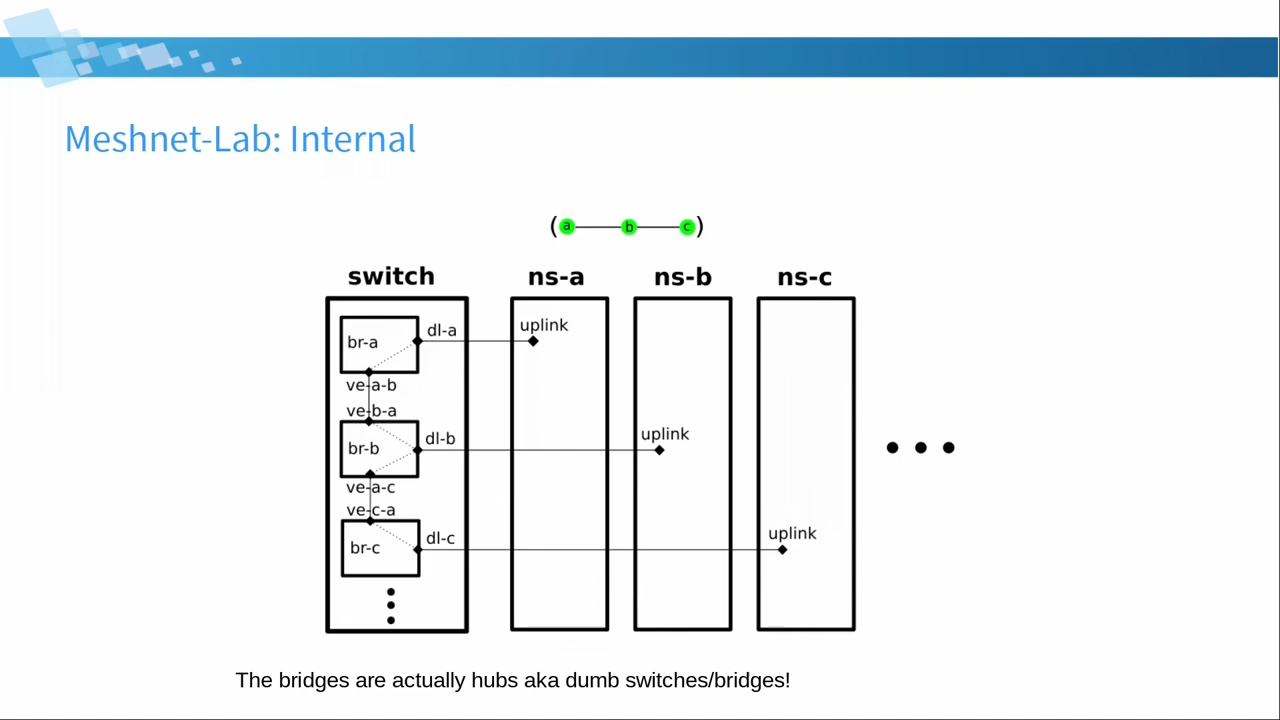 Meshnet-Lab: Internal
(a b c)
switch ns-a ns-b ns-c
br-a dl-a uplink
ve-a-b
ve-b-a
br-b dl-b uplink
ve-a-c
ve-c-a
br-c dl-c uplink
The bridges are actually hubs aka dumb switches/bridges!